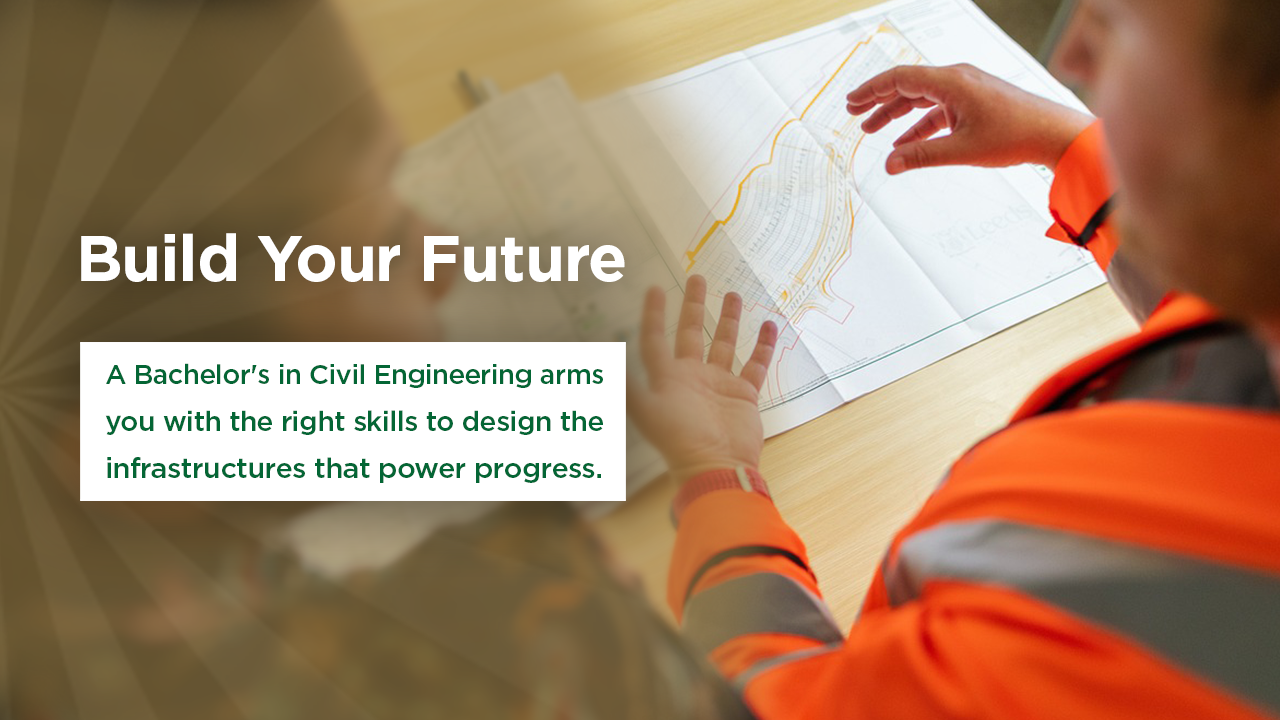 Build Your Future
A Bachelor's in Civil Engineering arms
you with the right skills to design the
infrastructures that power progress.